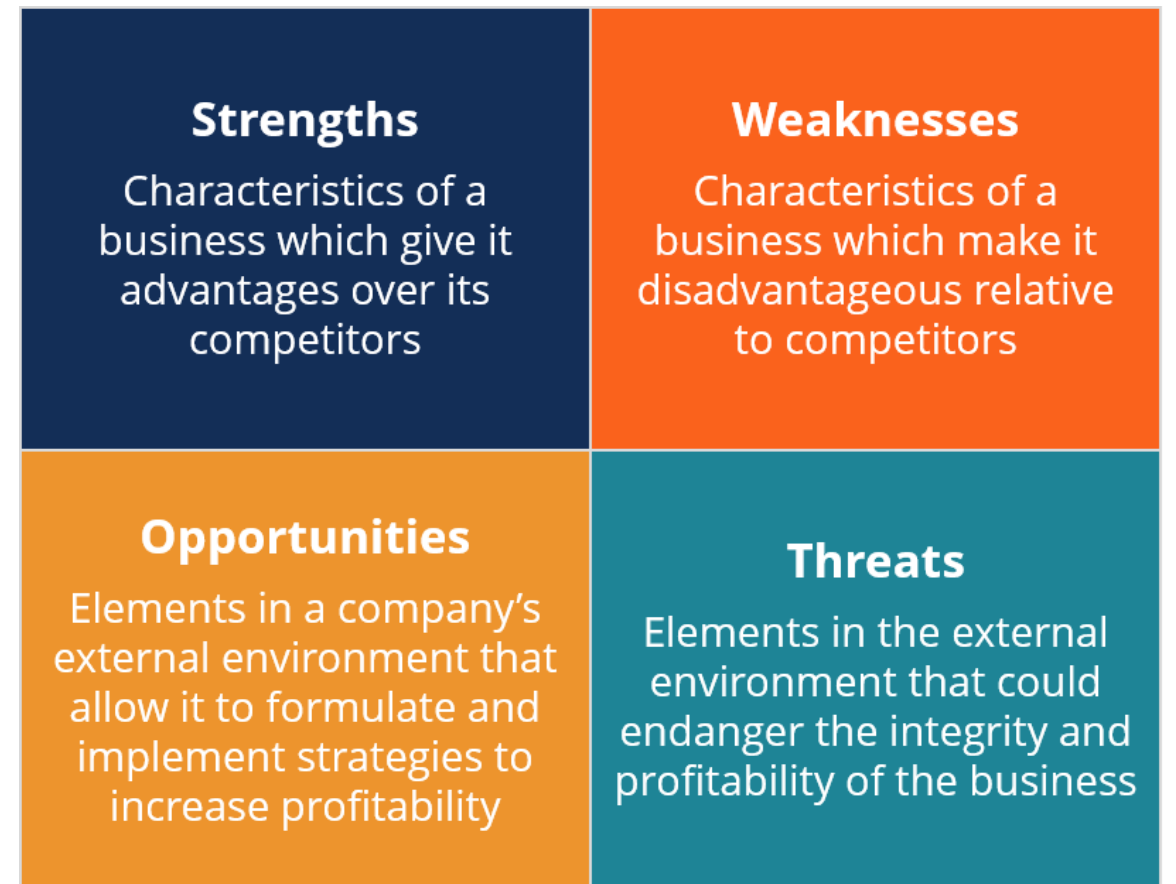 Strengths
Characteristics of a
business which give it
advantages over its
competitors
Weaknesses
Characteristics of a
business which make it
disadvantageous relative
to competitors
Opportunities
Elements in a company’s
external environment that
allow it to formulate and
implement strategies to
increase profitability
Threats
Elements in the external
environment that could
endanger the integrity and
profitability of the business